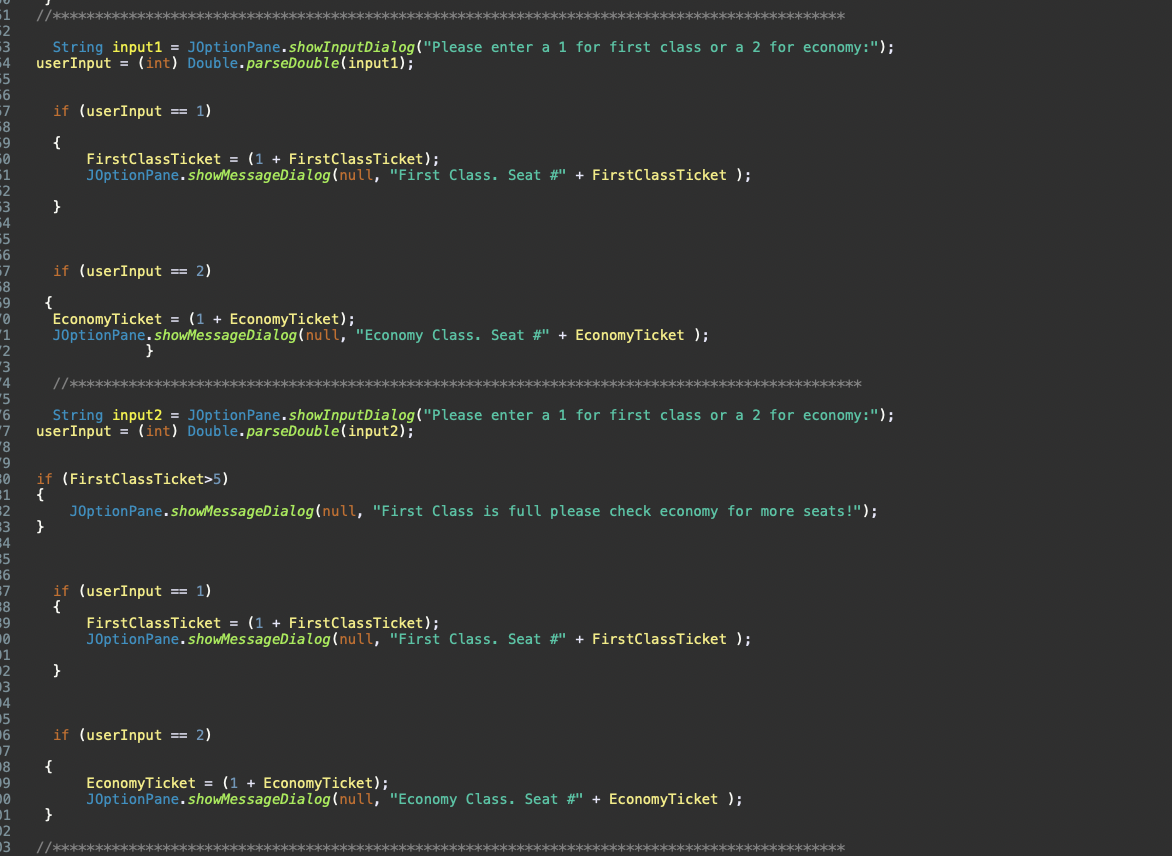 }
//**********************************************************************************************
String input1 = JOptionPane.showInputDialog("Please enter a 1 for first class or a 2 for economy:");
userInput = (int) Double.parseDouble(input1);
if (userInput == 1)
{
FirstClassTicket = (1 + FirstClassTicket);
JOptionPane.showMessageDialog(null, "First Class. Seat #" + FirstClassTicket );
}
if (userInput == 2)
{
EconomyTicket = (1 + EconomyTicket);
JOptionPane.showMessageDialog(null, "Economy Class. Seat #" + EconomyTicket );
}
//**********************************************************************************************
String input2 = JOptionPane.showInputDialog("Please enter a 1 for first class or a 2 for economy:");
userInput = (int) Double.parseDouble(input2);
if (FirstClassTicket>5)
{
JOptionPane.showMessageDialog(null, "First Class is full please check economy for more seats!");
}
if (userInput == 1)
{
FirstClassTicket = (1 + FirstClassTicket);
JOptionPane.showMessageDialog(null, "First Class. Seat #" + FirstClassTicket );
}
if (userInput == 2)
{
EconomyTicket = (1 + EconomyTicket);
JOptionPane.showMessageDialog(null, "Economy Class. Seat #" + EconomyTicket );
}
//**********************************************************************************************